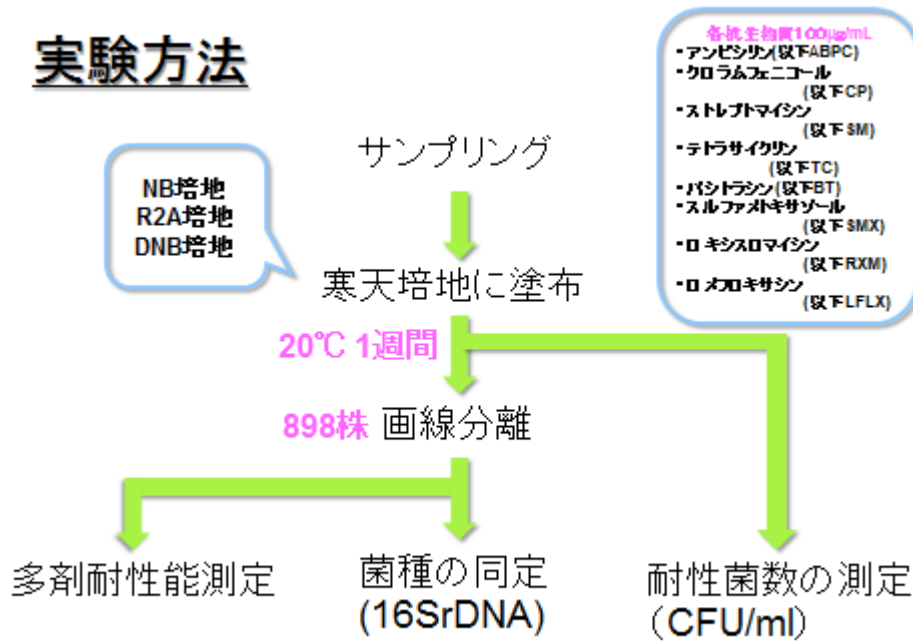 実験方法
各抗生物質100μg/mL
・アンピシリン(以下ABPC)
・クロラムフェニコール
(以下CP)
・ストレプトマイシン
(以下SM)
・テトラサイクリン
(以下TC)
・バシトラシン(以下BT)
・スルファメトキサゾール
(以下SMX)
・ロキシスロマイシン
(以下RXM)
・ロメフロキサシン
(以下LFLX)
サンプリング
NB培地
R2A培地
DNB培地
寒天培地に塗布
20℃ 1週間
898株 画線分離
多剤耐性能測定
菌種の同定
(16SrDNA)
耐性菌数の測定
（CFU/ml）